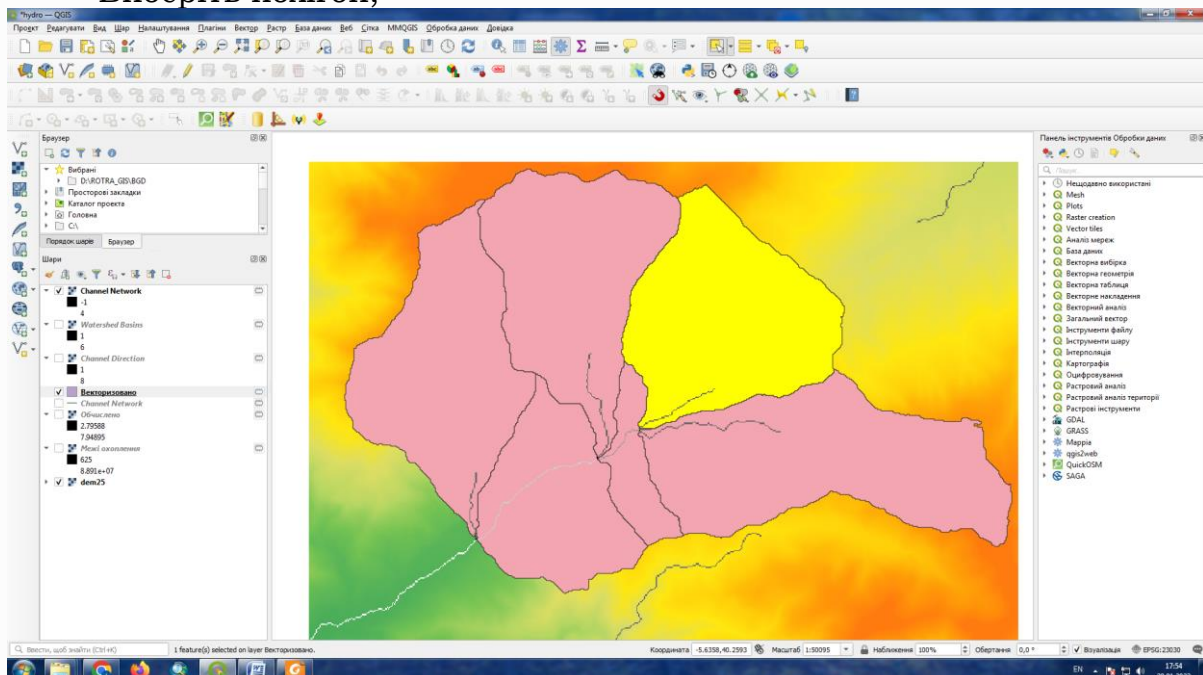 Виберіть полігон,
*hydro — QGIS
Проєкт Редагувати Вид Шар Налаштування Плагіни Вектор Растр База даних Веб Сітка MMQGIS Обробка даних Довідка
Браузер
Вибрані
D:\ROTRA_GIS\BGD
Просторові закладки
Каталог проекта
Головна
C:\
Порядок шарів Браузер
Шари
Channel Network
-1
4
Watershed Basins
1
6
Channel Direction
1
8
Векторизовано
Channel Network
Обчислено
2.79588
7.94895
Межі охоплення
625
8.891e+07
dem25
Панель інструментів Обробки даних
Пошук...
Нещодавно використані
Mesh
Plots
Raster creation
Vector tiles
Аналіз мереж
База даних
Векторна вибірка
Векторна геометрія
Векторна таблиця
Векторне накладення
Векторний аналіз
Загальний вектор
Інструменти файлу
Інструменти шару
Інтерполяція
Картографія
Оцифровування
Растровий аналіз
Растровий аналіз території
Растрові інструменти
GDAL
GRASS
Mappia
qgis2web
QuickOSM
SAGA
Ввести, щоб знайти (Ctrl+K) 1 feature(s) selected on layer Векторизовано. Координата -5.6358,40.2593 Масштаб 1:50095 Наближення 100% Обертання 0,0 ° Візуалізація EPSG:23030
EN 17:54